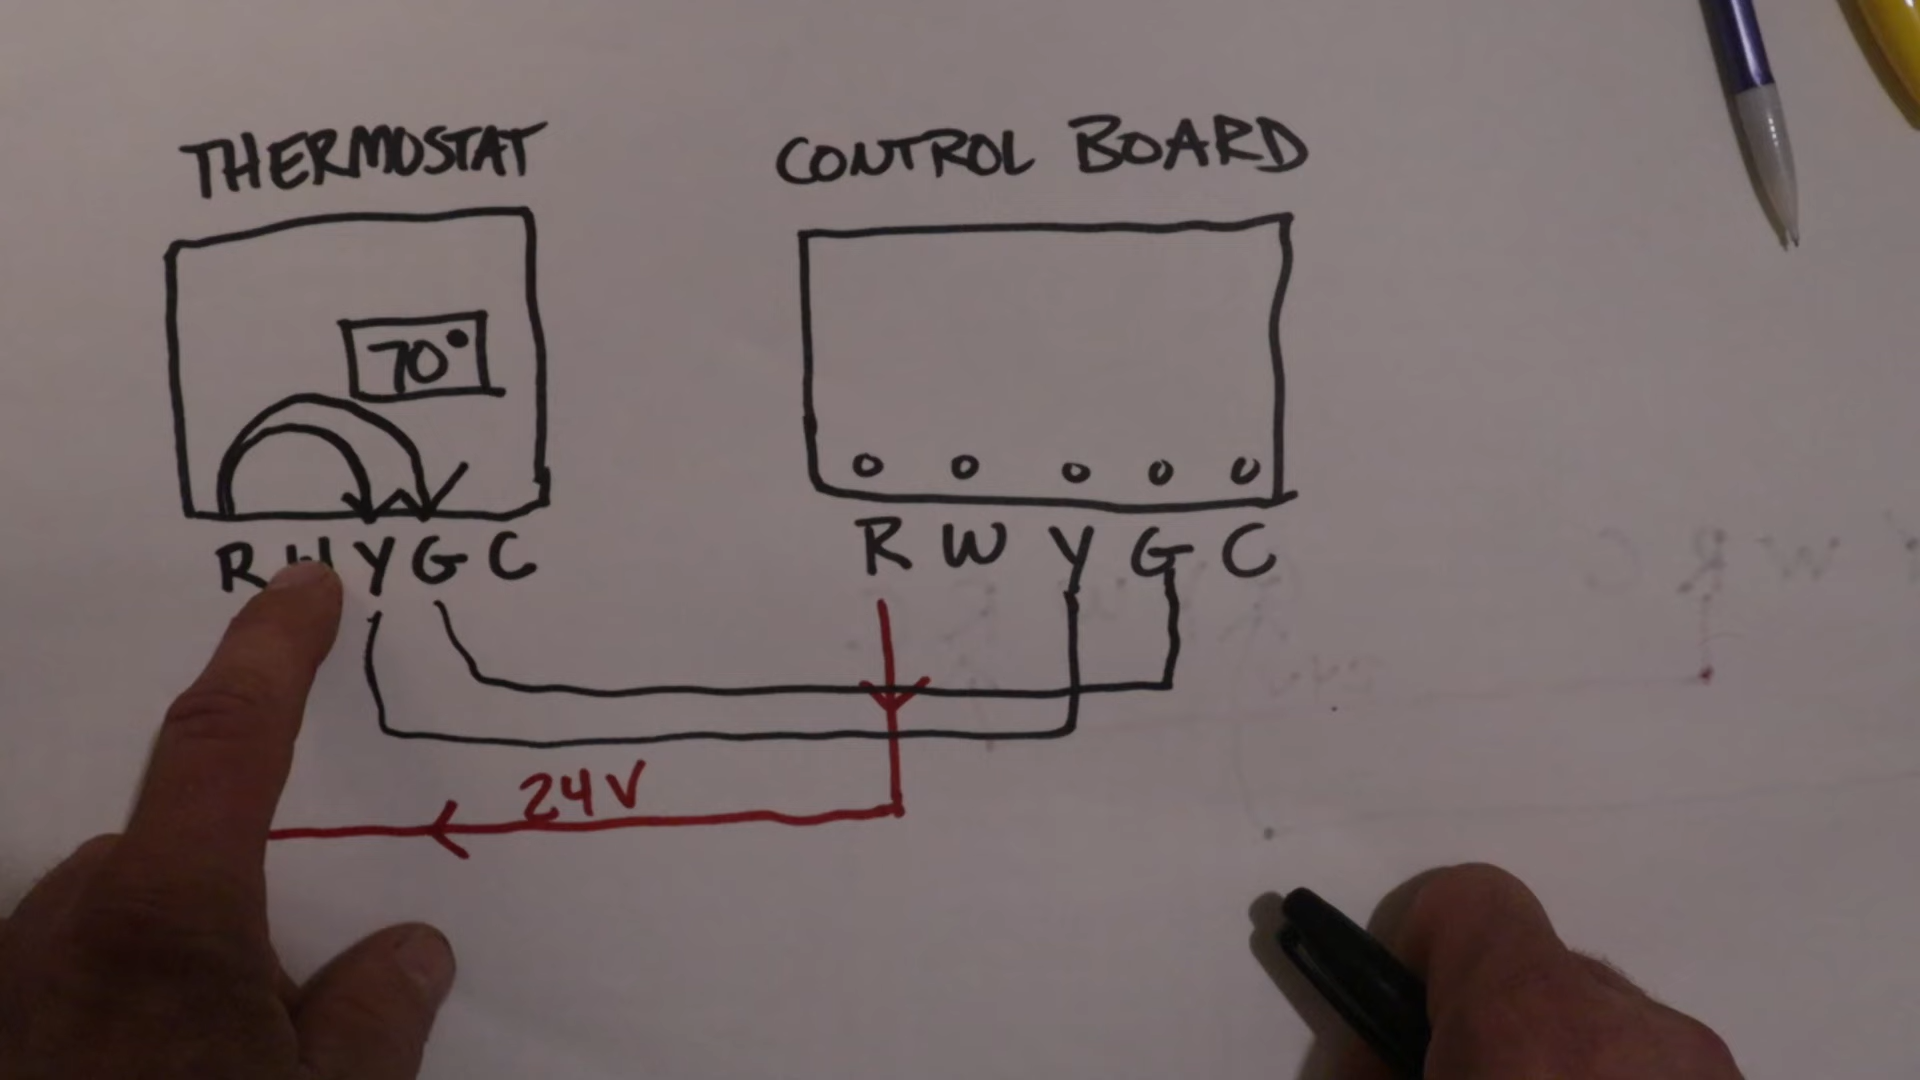 THERMOSTAT
CONTROL BOARD
70°
R W Y G C
R W Y G C
24V